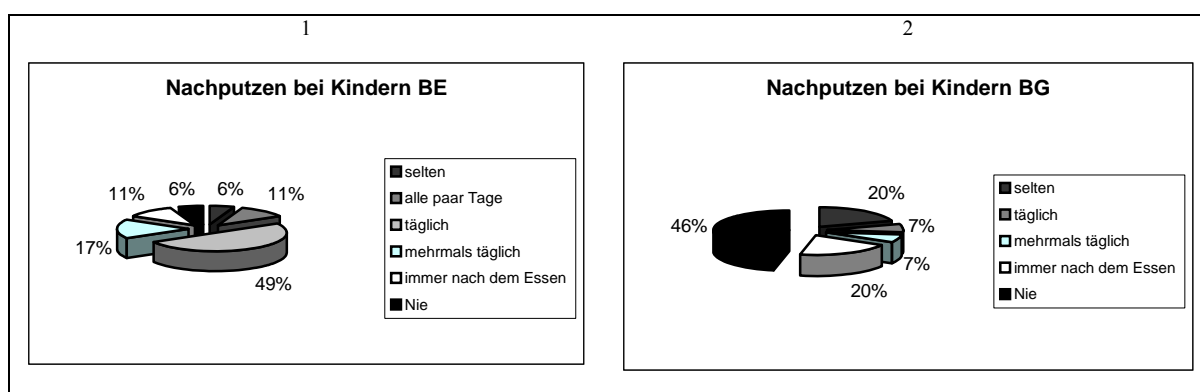 1
2
Nachputzen bei Kindern BE
6%
6%
11%
11%
17%
49%
selten
alle paar Tage
täglich
mehrmals täglich
immer nach dem Essen
Nie
Nachputzen bei Kindern BG
20%
46%
7%
7%
20%
selten
täglich
mehrmals täglich
immer nach dem Essen
Nie